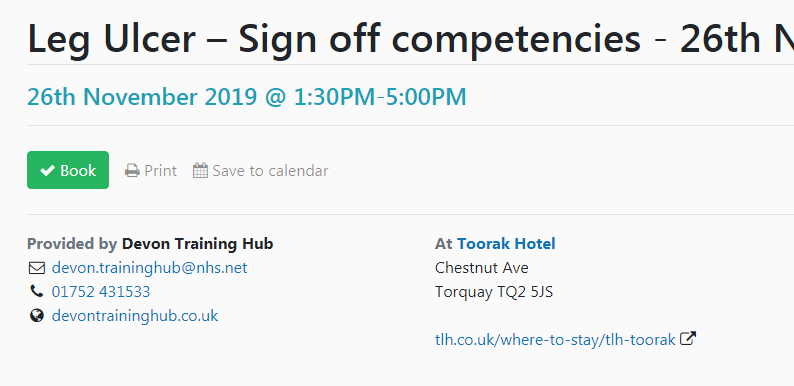 Leg Ulcer – Sign off competencies - 26th N
26th November 2019 @ 1:30PM-5:00PM
Book Print Save to calendar
Provided by Devon Training Hub
devon.traininghub@nhs.net
01752 431533
devontraininghub.co.uk
At Toorak Hotel
Chestnut Ave
Torquay TQ2 5JS
tlh.co.uk/where-to-stay/tlh-toorak